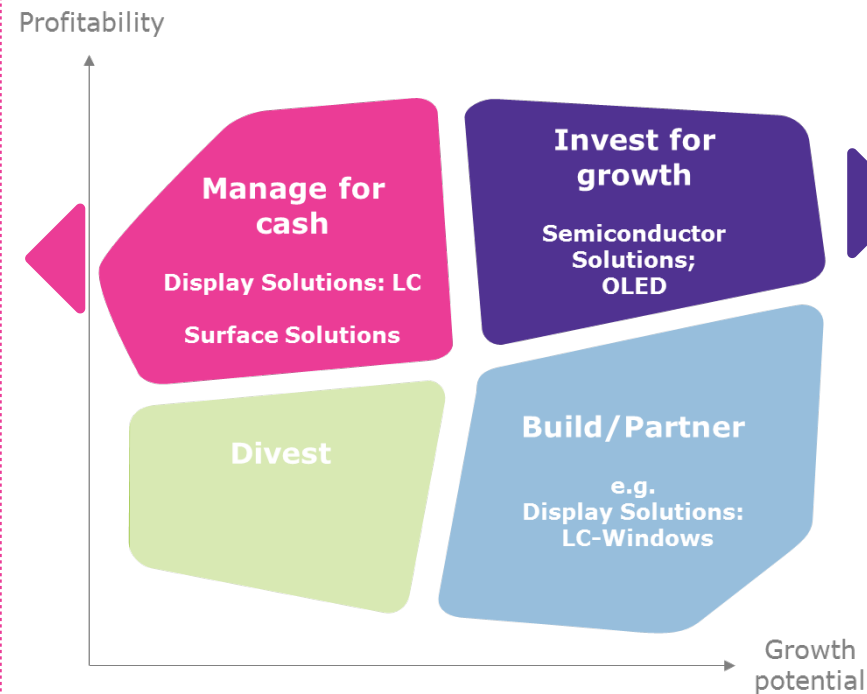 Profitability
Manage for
cash
Display Solutions: LC
Surface Solutions
Invest for
growth
Semiconductor
Solutions;
OLED
Divest
Build/Partner
e.g.
Display Solutions:
LC-Windows
Growth
potential